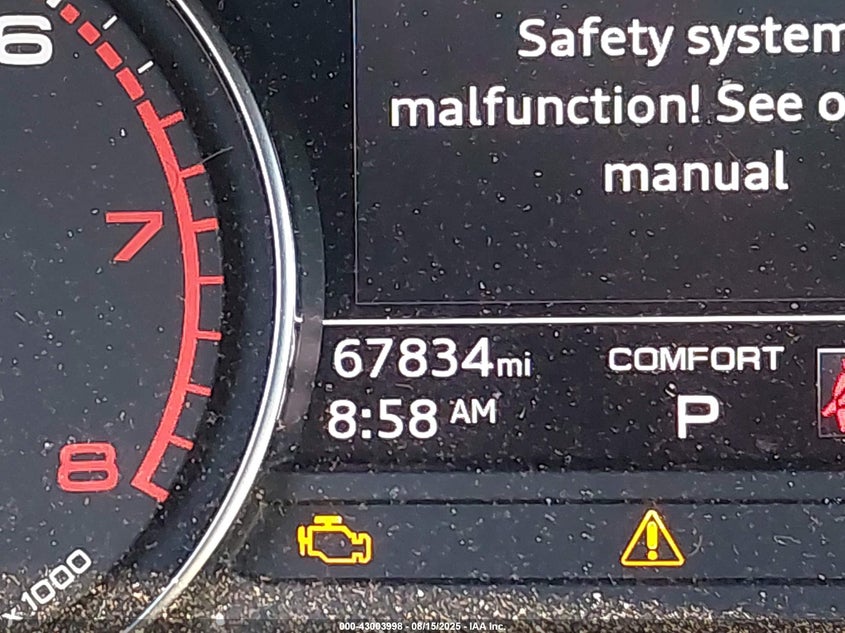 6
7
8
x1000
Safety system
malfunction! See
manual
67834mi
COMFORT
8:58 AM
P
000-43003998 - 08/15/2025 - IAA Inc.